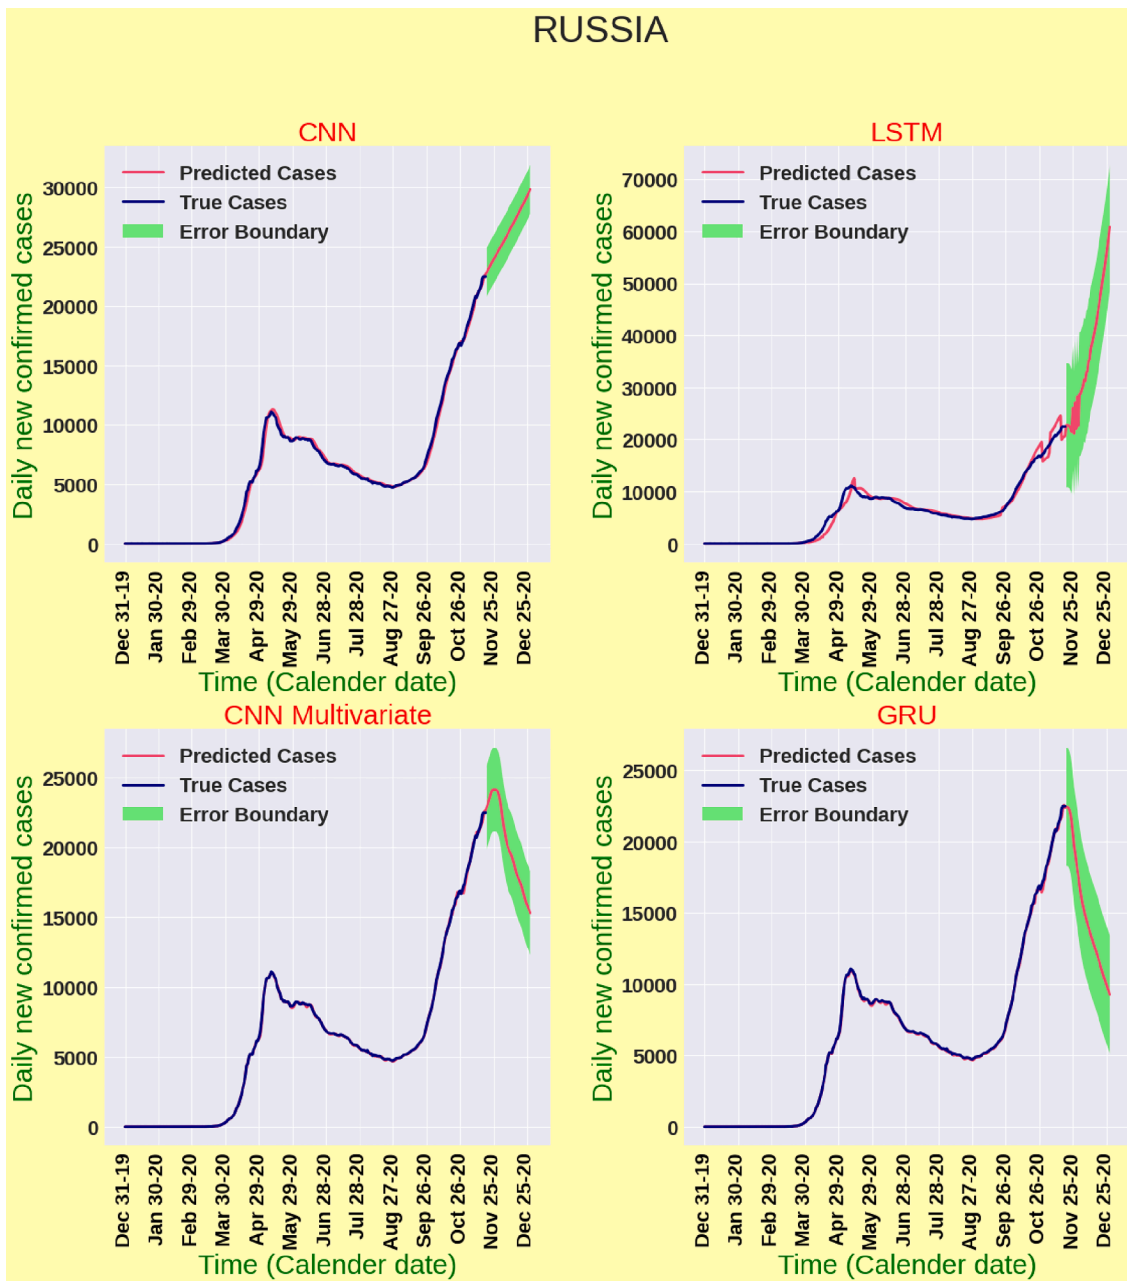 RUSSIA
CNN
Predicted Cases
True Cases
Error Boundary
30000
25000
20000
15000
10000
5000
0
Daily new confirmed cases
Dec 31-19
Jan 30-20
Feb 29-20
Mar 30-20
Apr 29-20
May 29-20
Jun 28-20
Jul 28-20
Aug 27-20
Sep 26-20
Oct 26-20
Nov 25-20
Dec 25-20
Time (Calender date)
LSTM
Predicted Cases
True Cases
Error Boundary
70000
60000
50000
40000
30000
20000
10000
0
Daily new confirmed cases
Dec 31-19
Jan 30-20
Feb 29-20
Mar 30-20
Apr 29-20
May 29-20
Jun 28-20
Jul 28-20
Aug 27-20
Sep 26-20
Oct 26-20
Nov 25-20
Dec 25-20
Time (Calender date)
CNN Multivariate
Predicted Cases
True Cases
Error Boundary
25000
20000
15000
10000
5000
0
Daily new confirmed cases
Dec 31-19
Jan 30-20
Feb 29-20
Mar 30-20
Apr 29-20
May 29-20
Jun 28-20
Jul 28-20
Aug 27-20
Sep 26-20
Oct 26-20
Nov 25-20
Dec 25-20
Time (Calender date)
GRU
Predicted Cases
True Cases
Error Boundary
25000
20000
15000
10000
5000
0
Daily new confirmed cases
Dec 31-19
Jan 30-20
Feb 29-20
Mar 30-20
Apr 29-20
May 29-20
Jun 28-20
Jul 28-20
Aug 27-20
Sep 26-20
Oct 26-20
Nov 25-20
Dec 25-20
Time (Calender date)